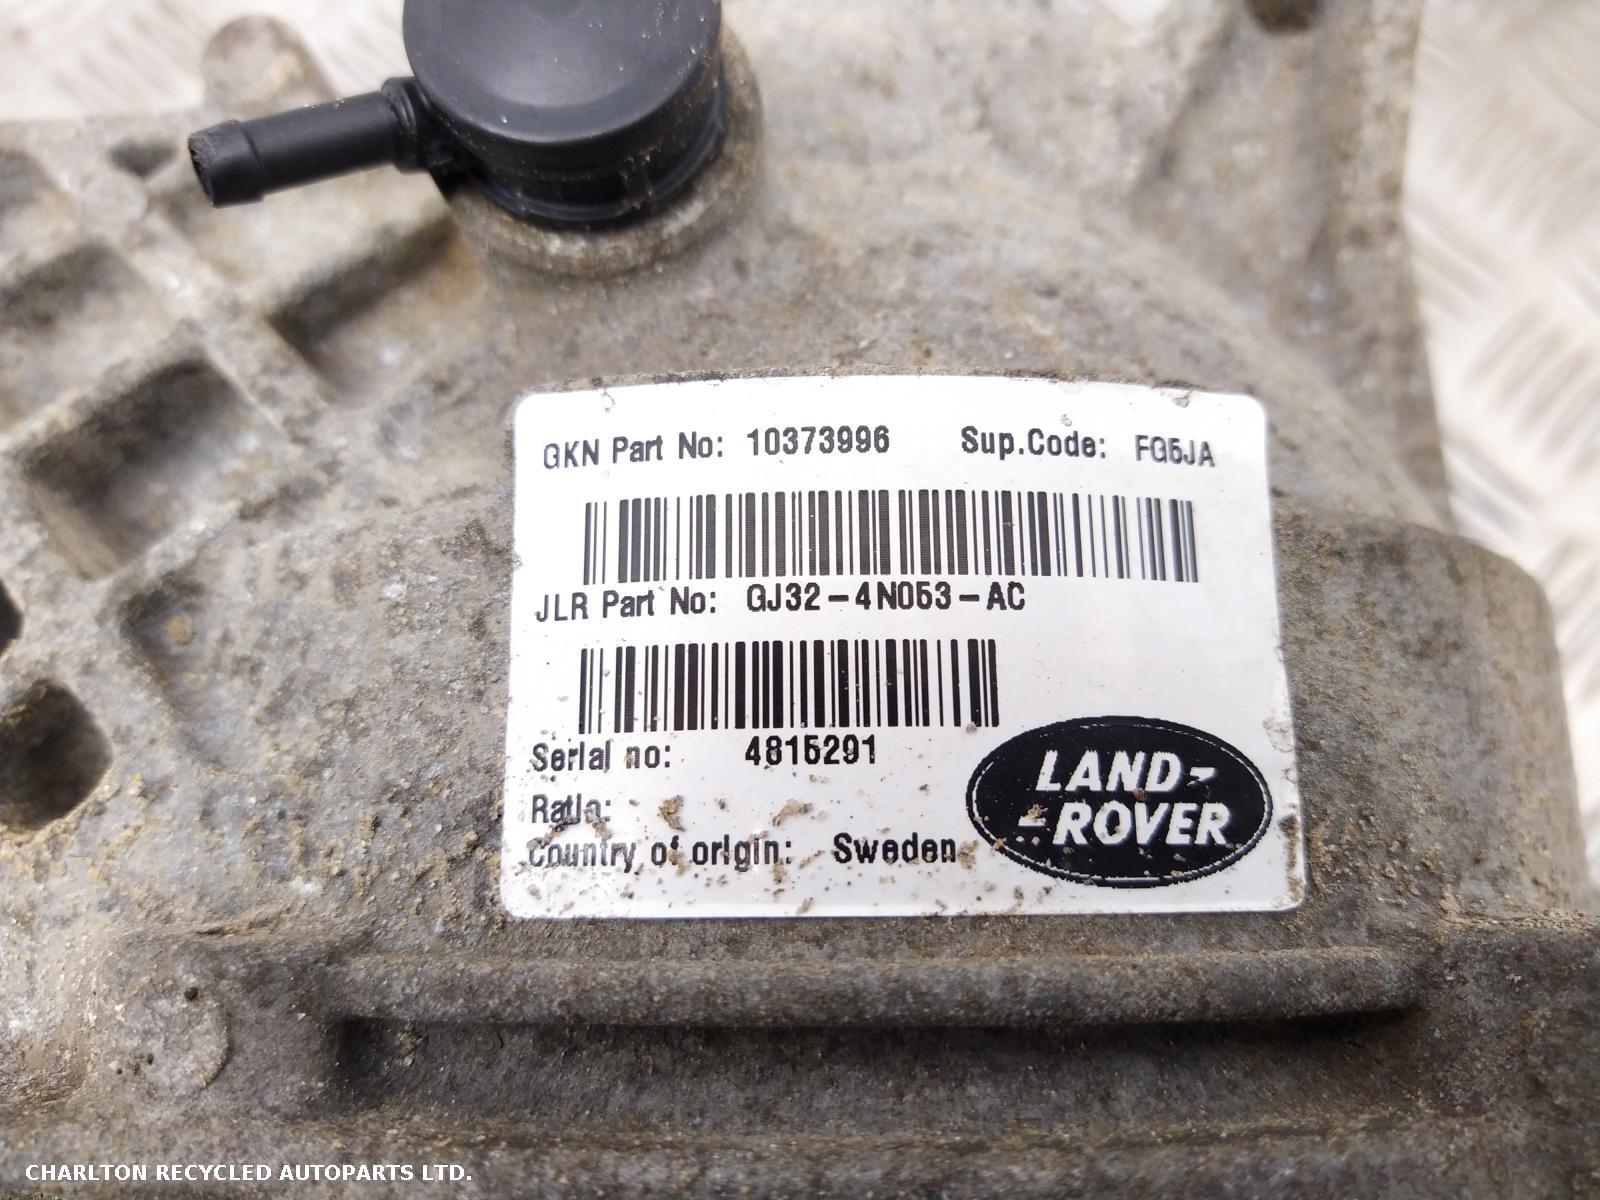 GKN Part No: 10373996 Sup.Code: FG5JA
JLR Part No: GJ32-4N053-AC
Serial no: 4815291
Ratio:
Country of origin: Sweden
LAND-
-ROVER
CHARLTON RECYCLED AUTOPARTS LTD.